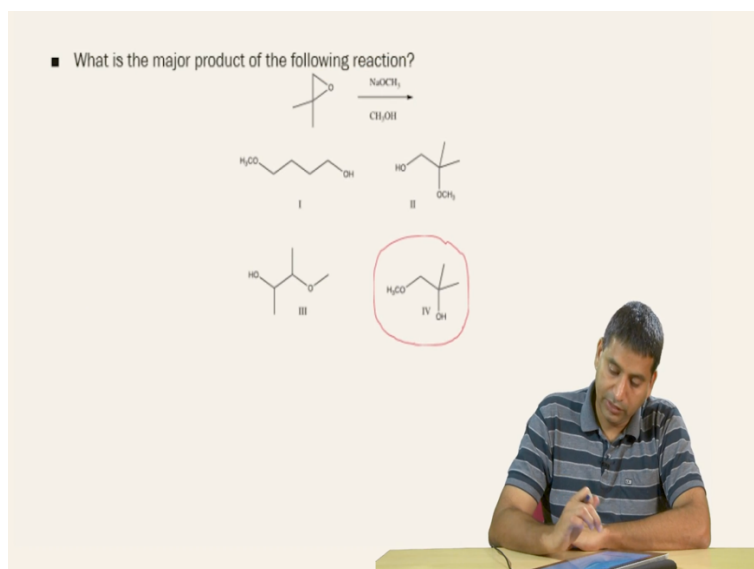 What is the major product of the following reaction?
O
NaOCH₃
CH₃OH
H₃CO OH
I
HO
OCH₃
II
HO
O
III
H₃CO
OH
IV